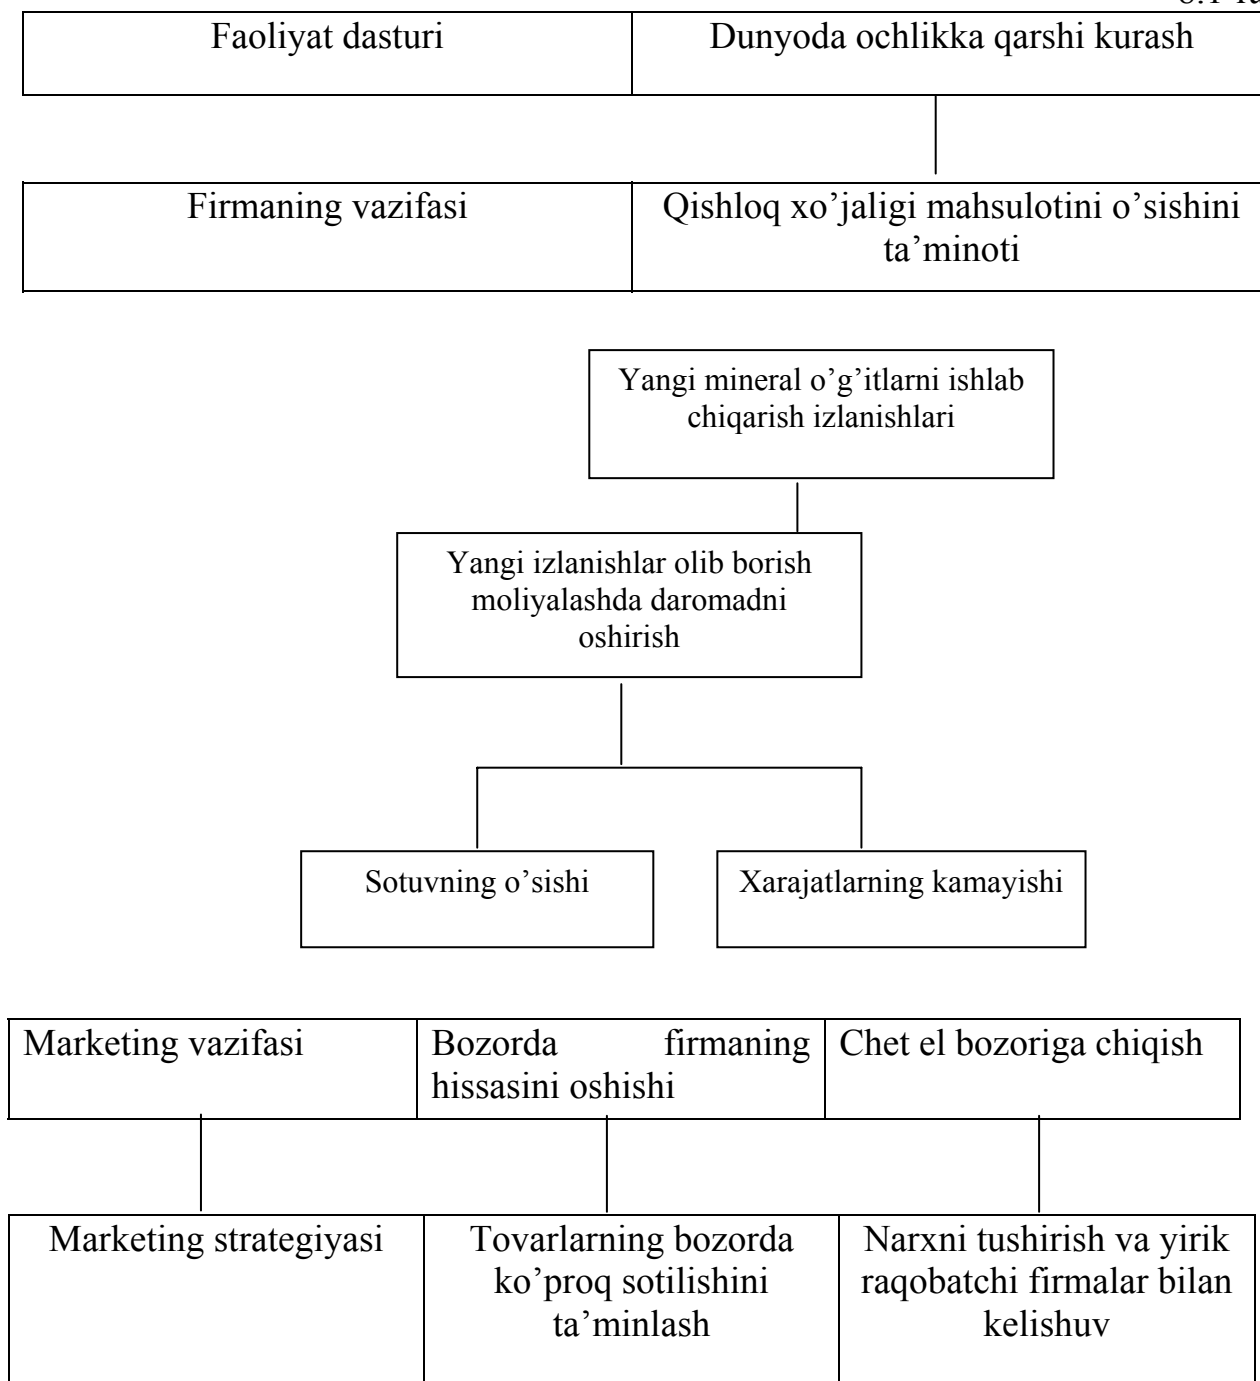 Faoliyat dasturi
Dunyoda ochlikka qarshi kurash
Firmaning vazifasi
Qishloq xo’jaligi mahsulotini o’sishini
ta’minoti
Yangi mineral o’g’itlarni ishlab
chiqarish izlanishlari
Yangi izlanishlar olib borish
moliyalashda daromadni
oshirish
Sotuvning o’sishi
Xarajatlarning kamayishi
Marketing vazifasi
Bozorda firmaning
hissasini oshishi
Chet el bozoriga chiqish
Marketing strategiyasi
Tovarlarning bozorda
ko’proq sotilishini
ta’minlash
Narxni tushirish va yirik
raqobatchi firmalar bilan
kelishuv